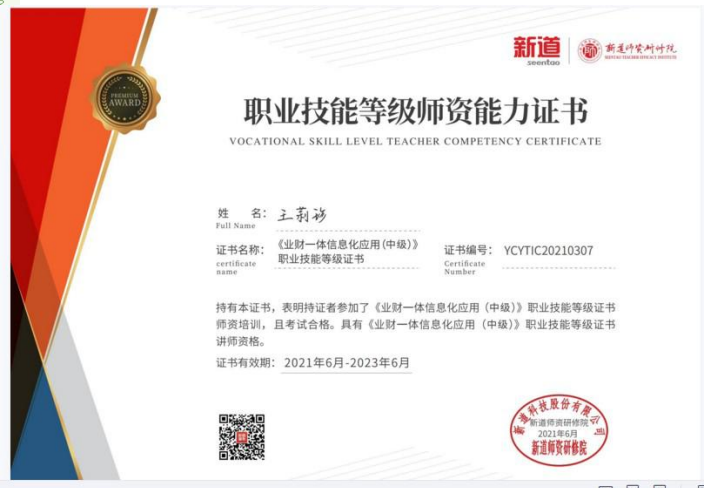 新道
seentao
新道师资研修院
PREMIUM
AWARD
职业技能等级师资能力证书
VOCATIONAL SKILL LEVEL TEACHER COMPETENCY CERTIFICATE
姓 名：
Full Name
证书名称： 《业财一体信息化应用(中级)》
职业技能等级证书
certificate
name
证书编号： YCYTIC20210307
Certificate
Number
持有本证书，表明持证者参加了《业财一体信息化应用（中级）》职业技能等级证书
师资培训，且考试合格。具有《业财一体信息化应用（中级）》职业技能等级证书
讲师资格。
证书有效期： 2021年6月-2023年6月
新道科技股份有限公司
新道师资研修院
2021年6月
新道师资研修院